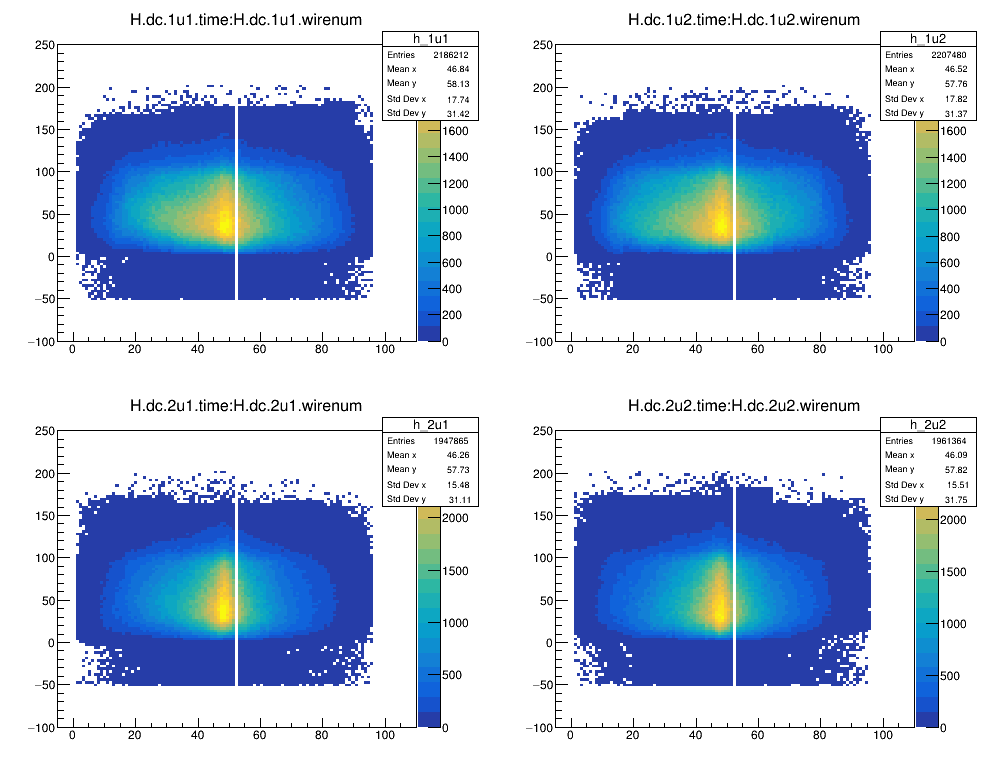 H.dc.1u1.time:H.dc.1u1.wirenum
h_1u1
Entries 2186212
Mean x 46.84
Mean y 58.13
Std Dev x 17.74
Std Dev y 31.42
250
200
150
100
50
0
−50
−100
0 20 40 60 80 100
1600
1400
1200
1000
800
600
400
200
0
H.dc.1u2.time:H.dc.1u2.wirenum
h_1u2
Entries 2207480
Mean x 46.52
Mean y 57.76
Std Dev x 17.82
Std Dev y 31.37
250
200
150
100
50
0
−50
−100
0 20 40 60 80 100
1600
1400
1200
1000
800
600
400
200
0
H.dc.2u1.time:H.dc.2u1.wirenum
h_2u1
Entries 1947865
Mean x 46.26
Mean y 57.73
Std Dev x 15.48
Std Dev y 31.11
250
200
150
100
50
0
−50
−100
0 20 40 60 80 100
2000
1500
1000
500
0
H.dc.2u2.time:H.dc.2u2.wirenum
h_2u2
Entries 1961364
Mean x 46.09
Mean y 57.82
Std Dev x 15.51
Std Dev y 31.75
250
200
150
100
50
0
−50
−100
0 20 40 60 80 100
2000
1500
1000
500
0